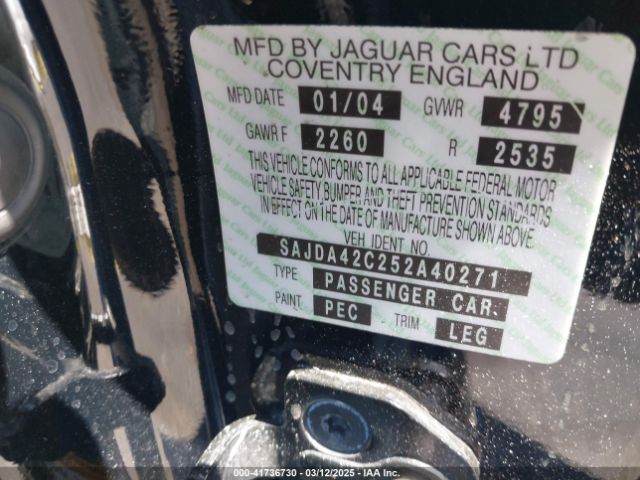 MFD BY JAGUAR CARS LTD
COVENTRY ENGLAND
MFD DATE 01/04 GVWR 4795
GAWR F 2260 R 2535
THIS VEHICLE CONFORMS TO ALL APPLICABLE FEDERAL MOTOR
VEHICLE SAFETY, BUMPER AND THEFT PREVENTION STANDARDS
IN EFFECT ON THE DATE OF MANUFACTURE SHOWN ABOVE.
VEH IDENT NO.
SAJDA42C252A40271
TYPE PASSENGER CAR.
PAINT PEC TRIM LEG
000-41736730 - 03/12/2025 - IAA Inc.